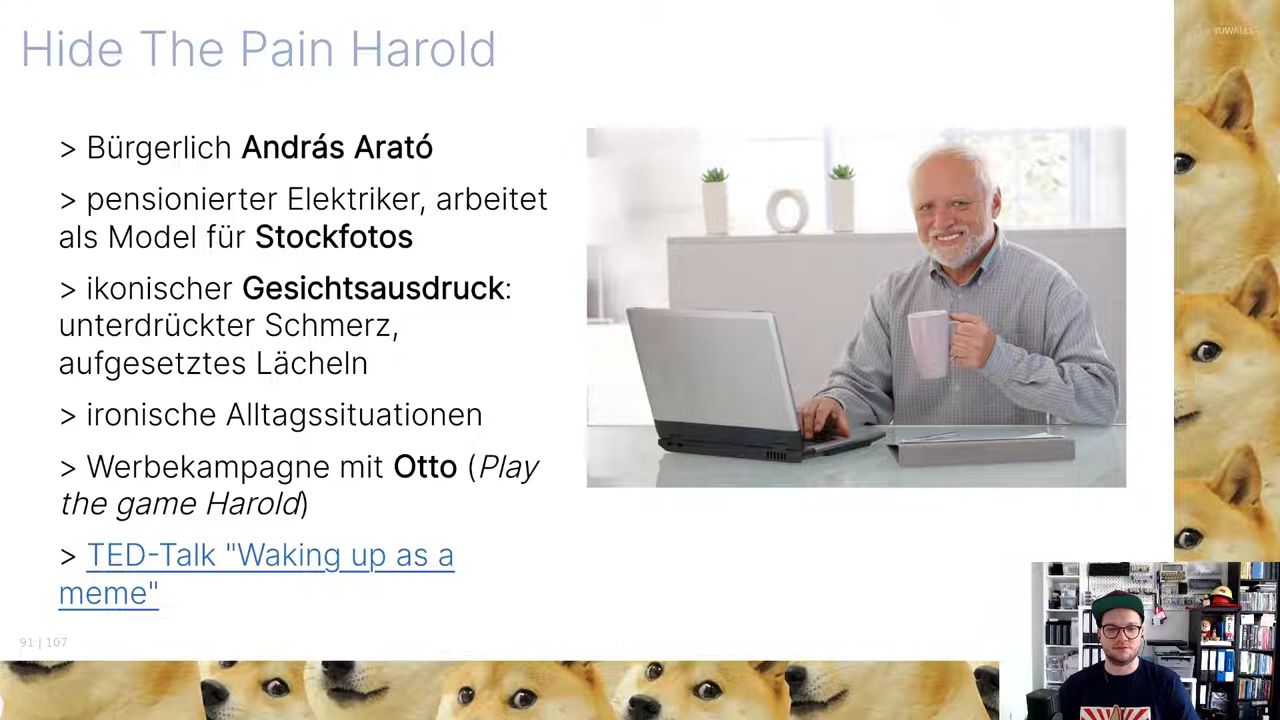 Hide The Pain Harold
> Bürgerlich András Arató
> pensionierter Elektriker, arbeitet
als Model für Stockfotos
> ikonischer Gesichtsausdruck:
unterdrückter Schmerz,
aufgesetztes Lächeln
> ironische Alltagssituationen
> Werbekampagne mit Otto (Play
the game Harold)
> TED-Talk "Waking up as a
meme"
91 | 107